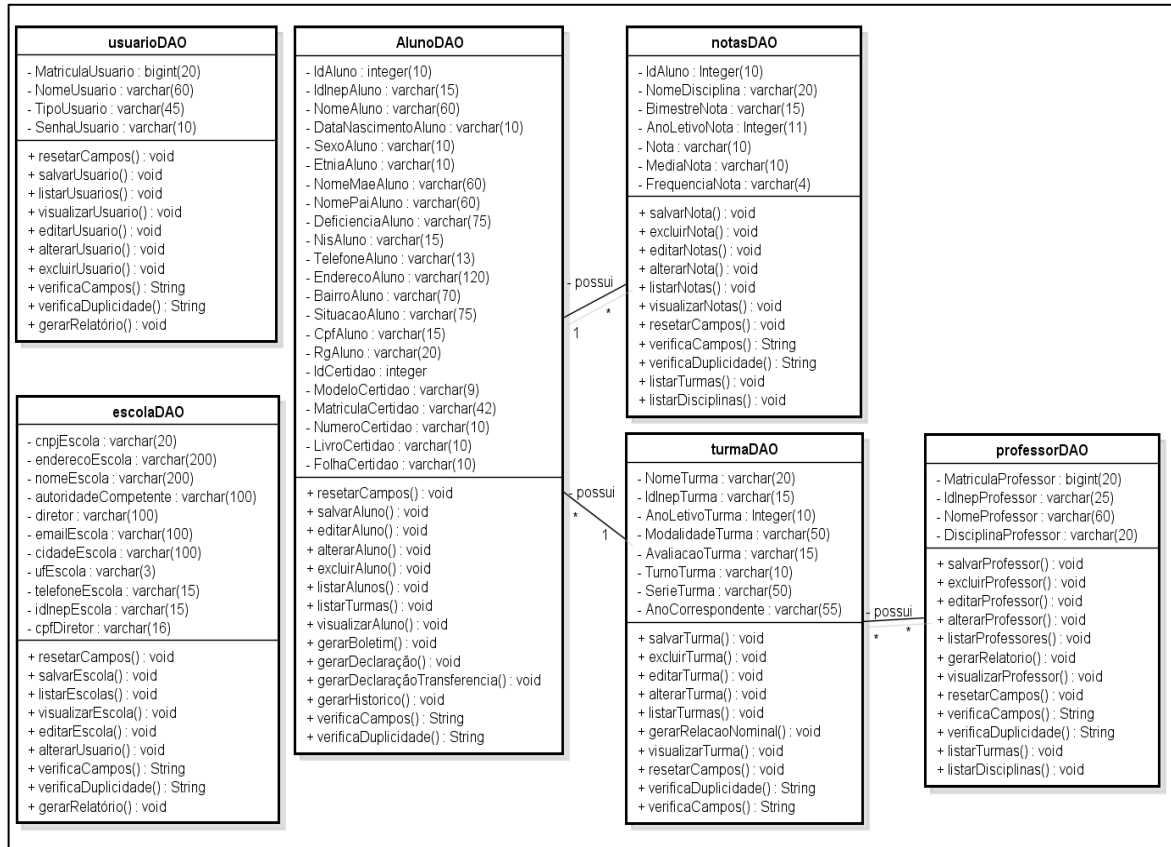 usuarioDAO
- MatriculaUsuario : bigint(20)
- NomeUsuario : varchar(60)
- TipoUsuario : varchar(45)
- SenhaUsuario : varchar(10)
+ resetarCampos() : void
+ salvarUsuario() : void
+ listarUsuarios() : void
+ visualizarUsuario() : void
+ editarUsuario() : void
+ alterarUsuario() : void
+ excluirUsuario() : void
+ verificaCampos() : String
+ verificaDuplicidade() : String
+ gerarRelatório() : void
escolaDAO
- cnpjEscola : varchar(20)
- enderecoEscola : varchar(200)
- nomeEscola : varchar(200)
- autoridadeCompetente : varchar(100)
- diretor : varchar(100)
- emailEscola : varchar(100)
- cidadeEscola : varchar(100)
- ufEscola : varchar(3)
- telefoneEscola : varchar(15)
- idInepEscola : varchar(15)
- cpfDiretor : varchar(16)
+ resetarCampos() : void
+ salvarEscola() : void
+ listarEscolas() : void
+ visualizarEscola() : void
+ editarEscola() : void
+ alterarUsuario() : void
+ verificaCampos() : String
+ verificaDuplicidade() : String
+ gerarRelatório() : void
AlunoDAO
- IdAluno : integer(10)
- IdInepAluno : varchar(15)
- NomeAluno : varchar(60)
- DataNascimentoAluno : varchar(10)
- SexoAluno : varchar(10)
- EtniaAluno : varchar(10)
- NomeMaeAluno : varchar(60)
- NomePaiAluno : varchar(60)
- DeficienciaAluno : varchar(75)
- NisAluno : varchar(15)
- TelefoneAluno : varchar(13)
- EnderecoAluno : varchar(120)
- BairroAluno : varchar(70)
- SituacaoAluno : varchar(75)
- CpfAluno : varchar(15)
- RgAluno : varchar(20)
- IdCertidao : integer
- ModeloCertidao : varchar(9)
- MatriculaCertidao : varchar(42)
- NumeroCertidao : varchar(10)
- LivroCertidao : varchar(10)
- FolhaCertidao : varchar(10)
+ resetarCampos() : void
+ salvarAluno() : void
+ editarAluno() : void
+ alterarAluno() : void
+ excluirAluno() : void
+ listarAlunos() : void
+ listarTurmas() : void
+ visualizarAluno() : void
+ gerarBoletim() : void
+ gerarDeclaração() : void
+ gerarDeclaraçãoTransferencia() : void
+ gerarHistorico() : void
+ verificaCampos() : String
+ verificaDuplicidade() : String
- possui
*
1
- possui
*
1
notasDAO
- IdAluno : Integer(10)
- NomeDisciplina : varchar(20)
- BimestreNota : varchar(15)
- AnoLetivoNota : Integer(11)
- Nota : varchar(10)
- MediaNota : varchar(10)
- FrequenciaNota : varchar(4)
+ salvarNota() : void
+ excluirNota() : void
+ editarNotas() : void
+ alterarNota() : void
+ listarNotas() : void
+ visualizarNotas() : void
+ resetarCampos() : void
+ verificaCampos() : String
+ verificaDuplicidade() : String
+ listarTurmas() : void
+ listarDisciplinas() : void
turmaDAO
- NomeTurma : varchar(20)
- IdInepTurma : varchar(15)
- AnoLetivoTurma : Integer(10)
- ModalidadeTurma : varchar(50)
- AvaliacaoTurma : varchar(15)
- TurnoTurma : varchar(10)
- SerieTurma : varchar(50)
- AnoCorrespondente : varchar(55)
+ salvarTurma() : void
+ excluirTurma() : void
+ editarTurma() : void
+ alterarTurma() : void
+ listarTurmas() : void
+ gerarRelacaoNominal() : void
+ visualizarTurma() : void
+ resetarCampos() : void
+ verificaDuplicidade() : String
+ verificaCampos() : String
- possui
* *
professorDAO
- MatriculaProfessor : bigint(20)
- IdInepProfessor : varchar(25)
- NomeProfessor : varchar(60)
- DisciplinaProfessor : varchar(20)
+ salvarProfessor() : void
+ excluirProfessor() : void
+ editarProfessor() : void
+ alterarProfessor() : void
+ listarProfessores() : void
+ gerarRelatorio() : void
+ visualizarProfessor() : void
+ resetarCampos() : void
+ verificaCampos() : String
+ verificaDuplicidade() : String
+ listarTurmas() : void
+ listarDisciplinas() : void